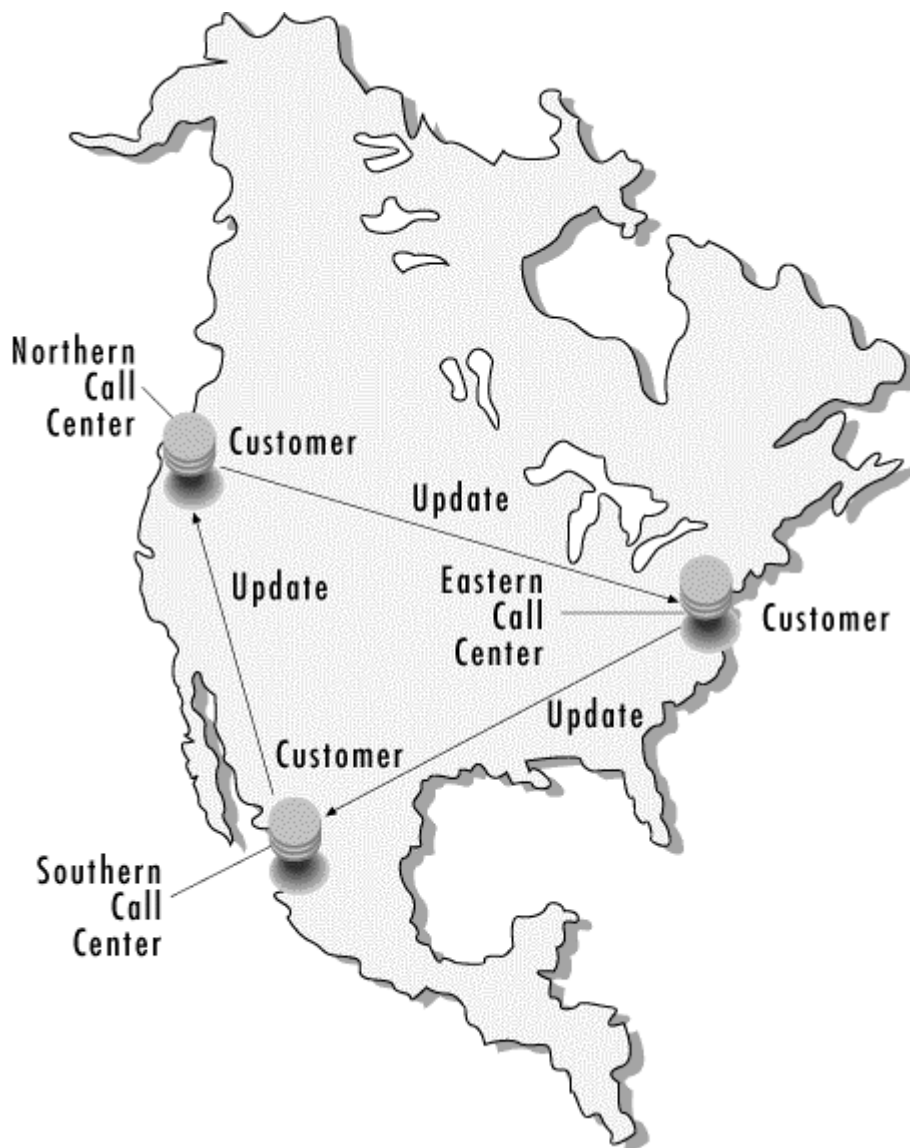 Northern
Call
Center
Customer
Update
Update
Eastern
Call
Center
Customer
Update
Customer
Southern
Call
Center